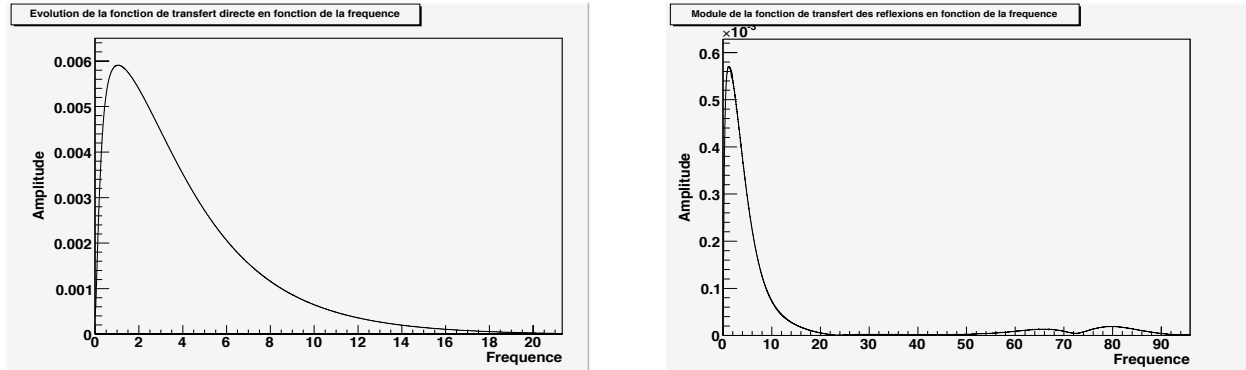 Evolution de la fonction de transfert directe en fonction de la frequence
Amplitude
0.006
0.005
0.004
0.003
0.002
0.001
0
0 2 4 6 8 10 12 14 16 18 20
Frequence
Module de la fonction de transfert des reflexions en fonction de la frequence
×10⁻³
Amplitude
0.6
0.5
0.4
0.3
0.2
0.1
0
0 10 20 30 40 50 60 70 80 90
Frequence